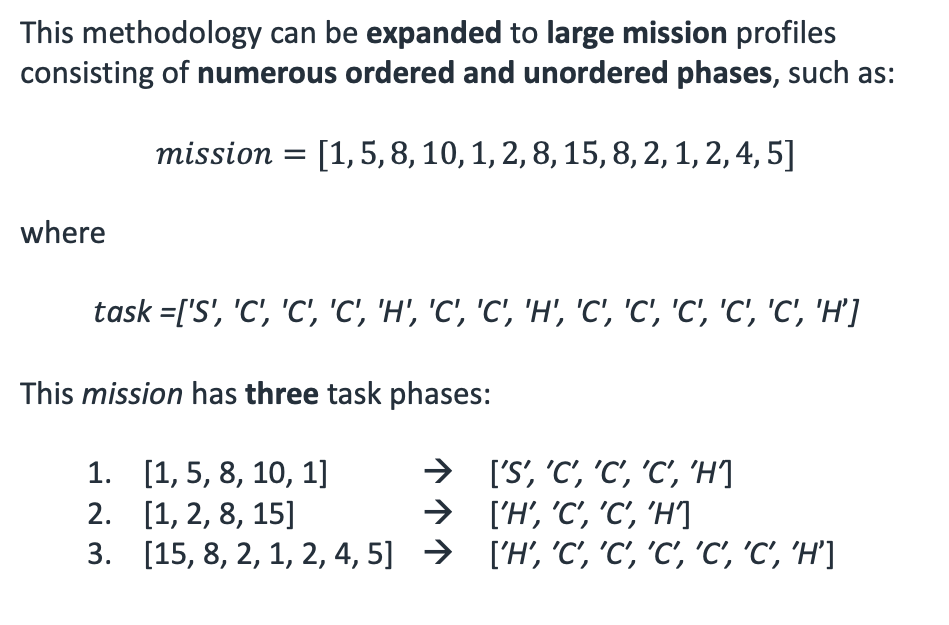 This methodology can be expanded to large mission profiles
consisting of numerous ordered and unordered phases, such as:
mission = [1, 5, 8, 10, 1, 2, 8, 15, 8, 2, 1, 2, 4, 5]
where
task =['S', 'C', 'C', 'C', 'H', 'C', 'C', 'H', 'C', 'C', 'C', 'C', 'C', 'H']
This mission has three task phases:
1. [1, 5, 8, 10, 1] → ['S', 'C', 'C', 'C', 'H']
2. [1, 2, 8, 15] → ['H', 'C', 'C', 'H']
3. [15, 8, 2, 1, 2, 4, 5] → ['H', 'C', 'C', 'C', 'C', 'C', 'H']